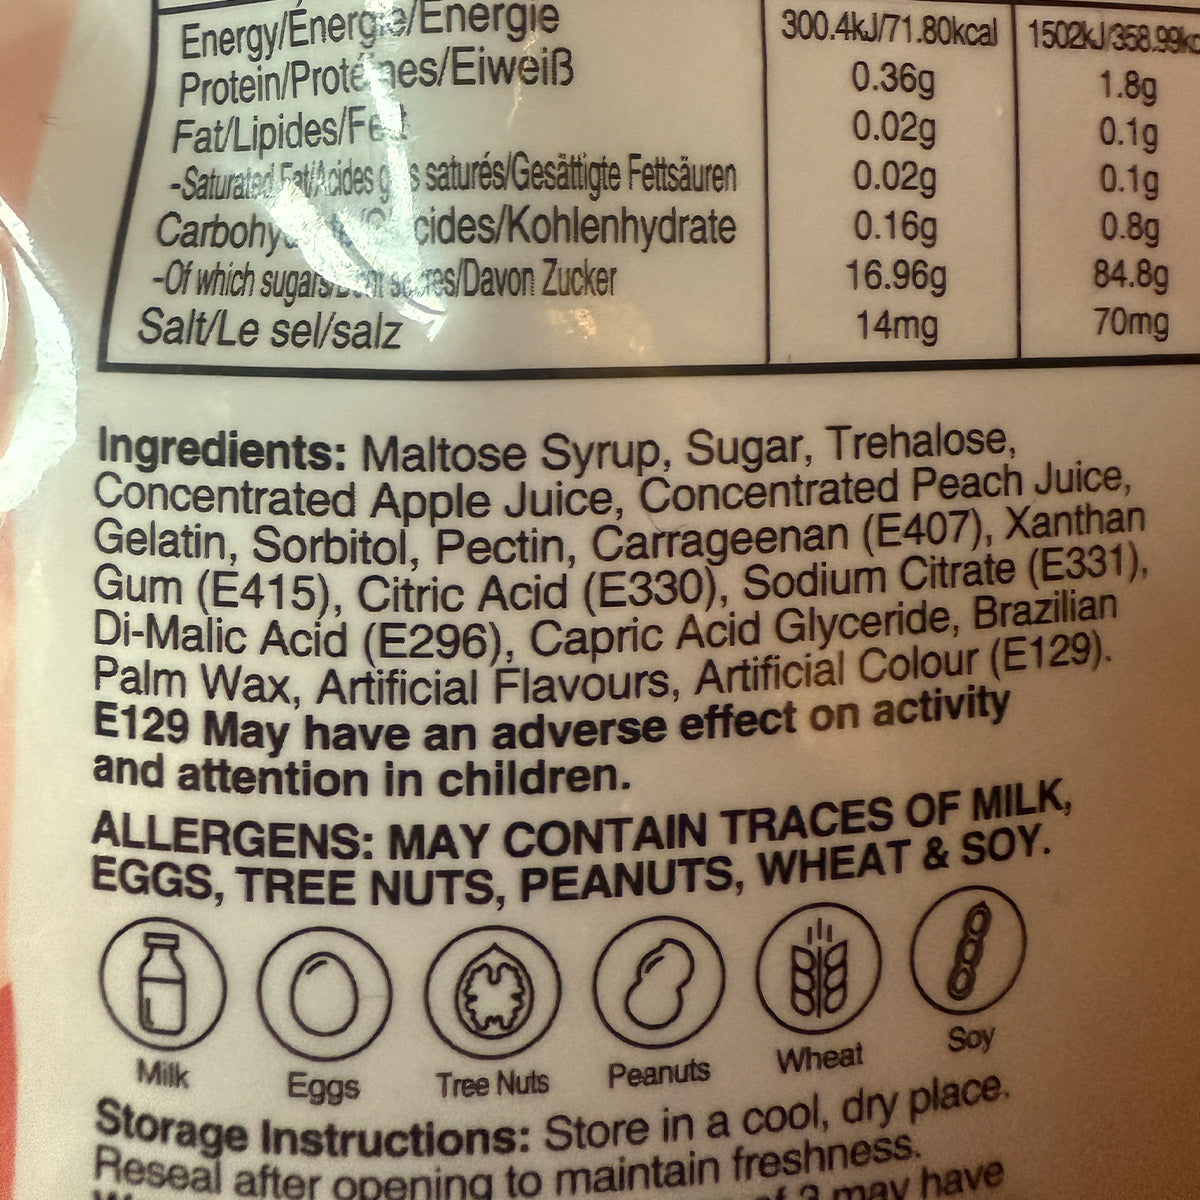 Energy/Énergie/Energie 300.4kJ/71.80kcal 1502kJ/358.99kc
Protein/Protéines/Eiweiß 0.36g 1.8g
Fat/Lipides/Fett 0.02g 0.1g
-Saturated Fat/Acides gras saturés/Gesättigte Fettsäuren 0.02g 0.1g
Carbohydrate/Glucides/Kohlenhydrate 0.16g 0.8g
-Of which sugars/Dont sucres/Davon Zucker 16.96g 84.8g
Salt/Le sel/salz 14mg 70mg
Ingredients: Maltose Syrup, Sugar, Trehalose,
Concentrated Apple Juice, Concentrated Peach Juice,
Gelatin, Sorbitol, Pectin, Carrageenan (E407), Xanthan
Gum (E415), Citric Acid (E330), Sodium Citrate (E331),
Di-Malic Acid (E296), Capric Acid Glyceride, Brazilian
Palm Wax, Artificial Flavours, Artificial Colour (E129).
E129 May have an adverse effect on activity
and attention in children.
ALLERGENS: MAY CONTAIN TRACES OF MILK,
EGGS, TREE NUTS, PEANUTS, WHEAT & SOY.
Milk Eggs Tree Nuts Peanuts Wheat Soy
Storage Instructions: Store in a cool, dry place.
Reseal after opening to maintain freshness.
of 3 may have